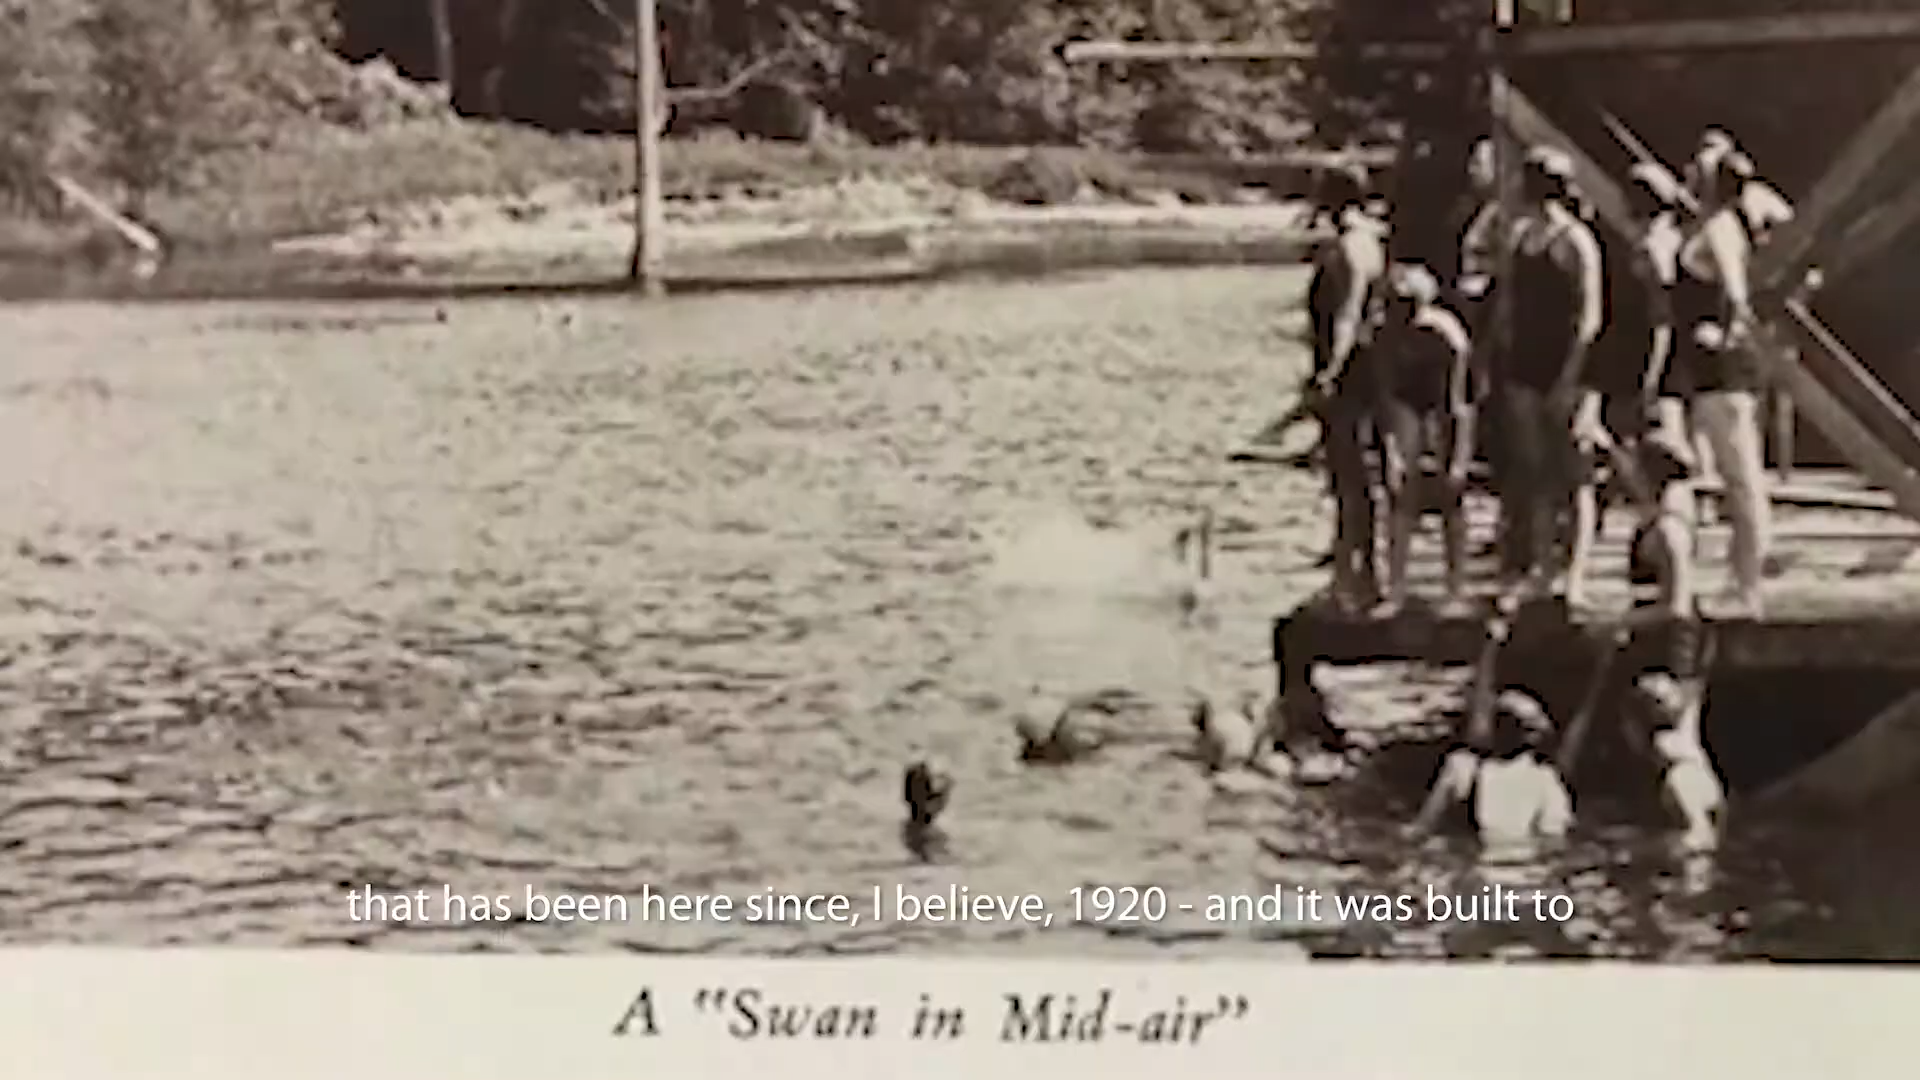 that has been here since, I believe, 1920 - and it was built to
A "Swan in Mid-air"